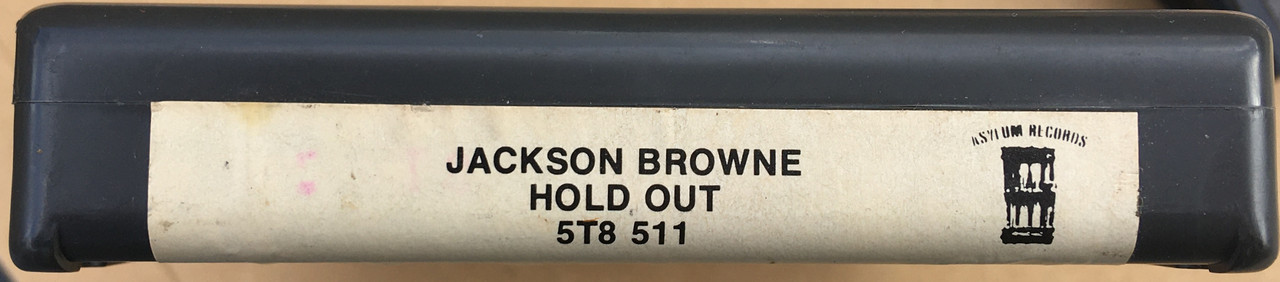 JACKSON BROWNE
HOLD OUT
5T8 511
ASYLUM RECORDS